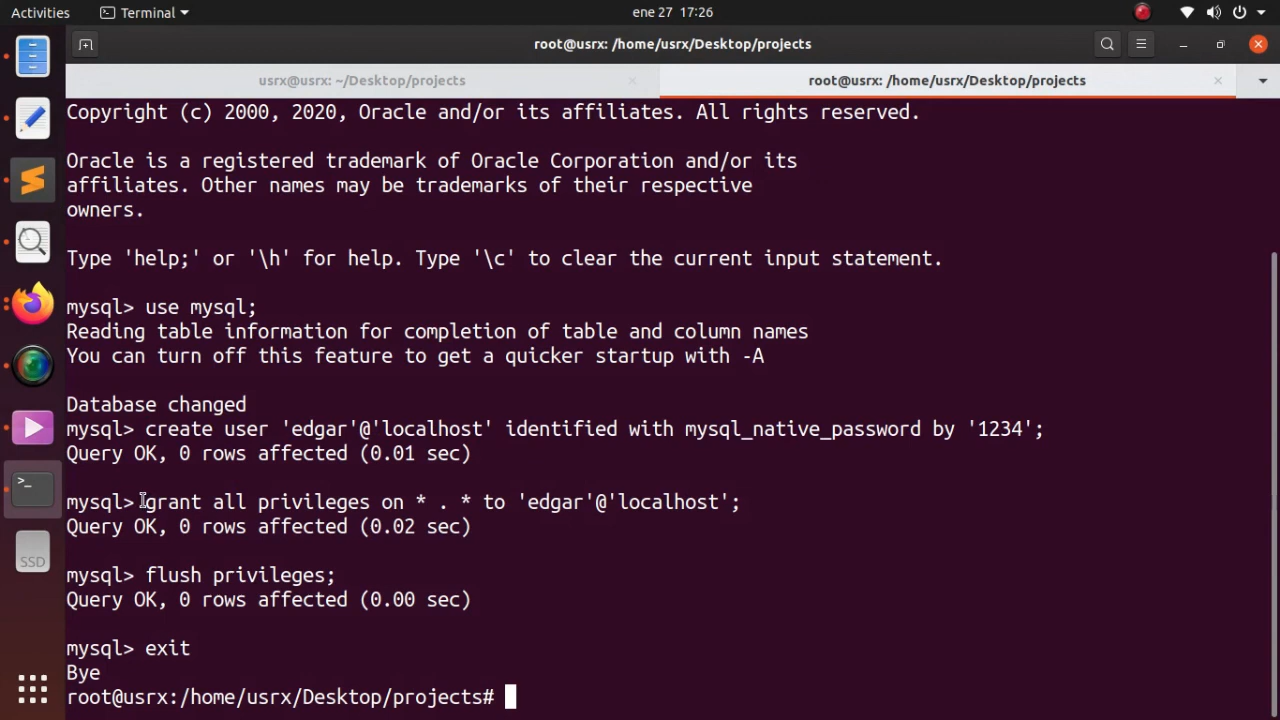 Activities Terminal ene 27 17:26
root@usrx: /home/usrx/Desktop/projects
usrx@usrx: ~/Desktop/projects root@usrx: /home/usrx/Desktop/projects
Copyright (c) 2000, 2020, Oracle and/or its affiliates. All rights reserved.
Oracle is a registered trademark of Oracle Corporation and/or its
affiliates. Other names may be trademarks of their respective
owners.
Type 'help;' or '\h' for help. Type '\c' to clear the current input statement.
mysql> use mysql;
Reading table information for completion of table and column names
You can turn off this feature to get a quicker startup with -A
Database changed
mysql> create user 'edgar'@'localhost' identified with mysql_native_password by '1234';
Query OK, 0 rows affected (0.01 sec)
mysql> grant all privileges on * . * to 'edgar'@'localhost';
Query OK, 0 rows affected (0.02 sec)
mysql> flush privileges;
Query OK, 0 rows affected (0.00 sec)
mysql> exit
Bye
root@usrx:/home/usrx/Desktop/projects#
>_
SSD